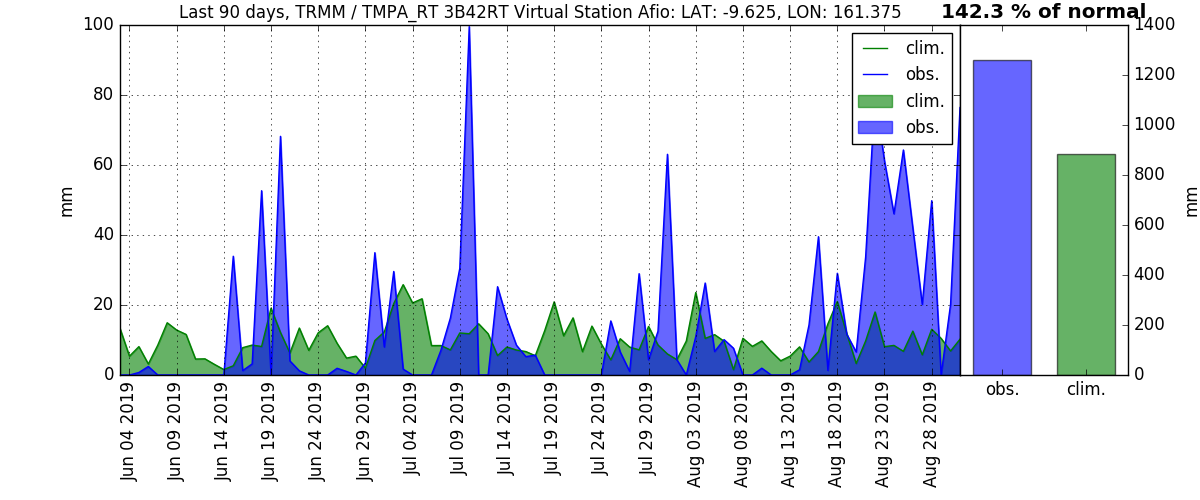 Last 90 days, TRMM / TMPA_RT 3B42RT Virtual Station Afio: LAT: -9.625, LON: 161.375
142.3 % of normal
mm
100
80
60
40
20
0
clim.
obs.
clim.
obs.
Jun 04 2019
Jun 09 2019
Jun 14 2019
Jun 19 2019
Jun 24 2019
Jun 29 2019
Jul 04 2019
Jul 09 2019
Jul 14 2019
Jul 19 2019
Jul 24 2019
Jul 29 2019
Aug 03 2019
Aug 08 2019
Aug 13 2019
Aug 18 2019
Aug 23 2019
Aug 28 2019
1400
1200
1000
800
600
400
200
0
mm
obs.
clim.